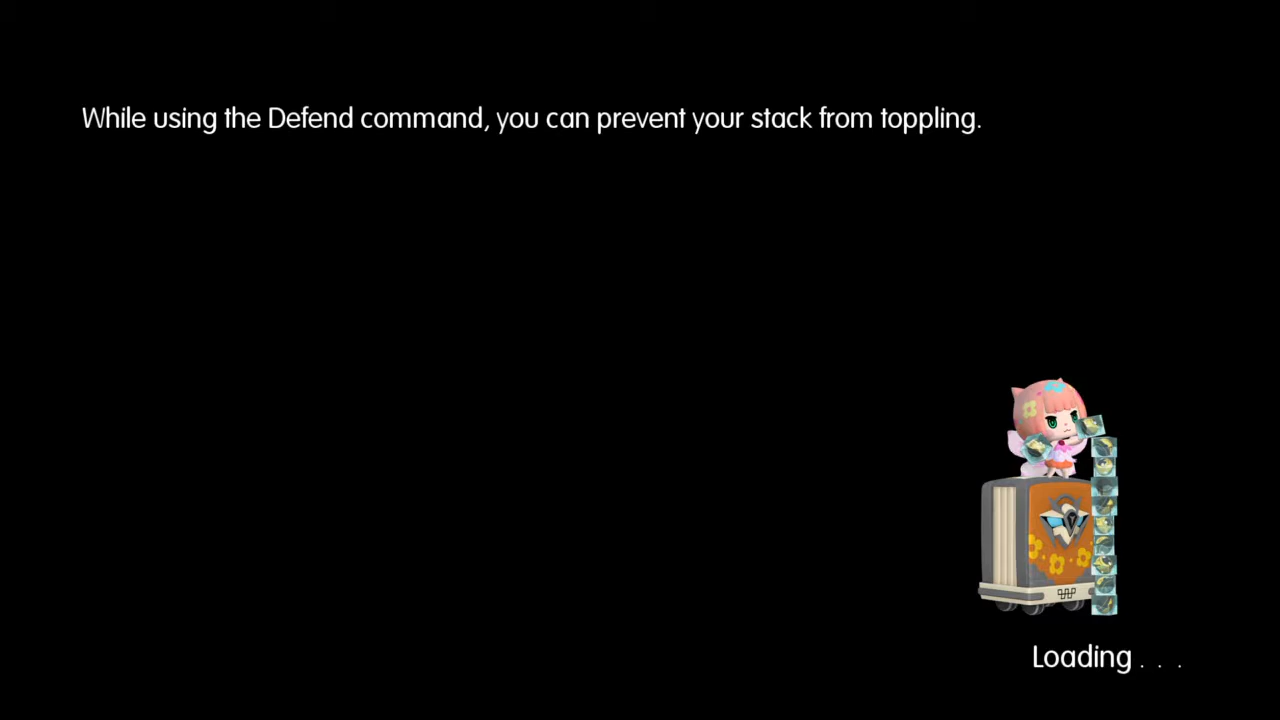 While using the Defend command, you can prevent your stack from toppling.
Loading . . .